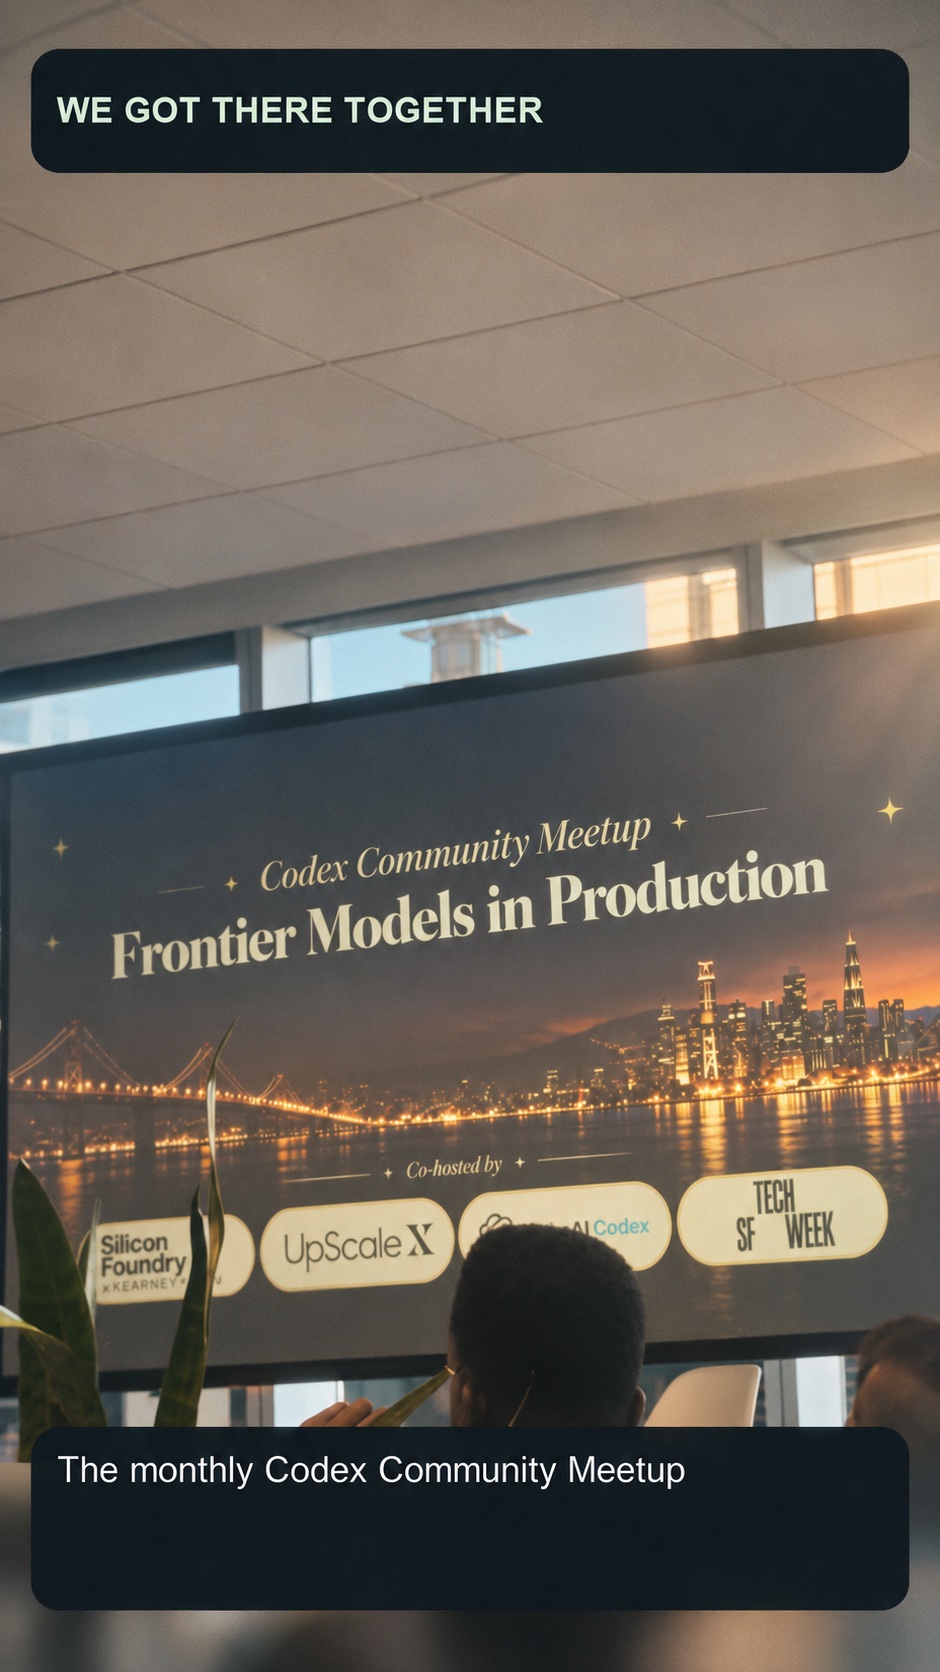 WE GOT THERE TOGETHER
Codex Community Meetup
Frontier Models in Production
Co-hosted by
Silicon
Foundry
x KEARNEY
UpScale X
AI Codex
TECH
SF WEEK
The monthly Codex Community Meetup